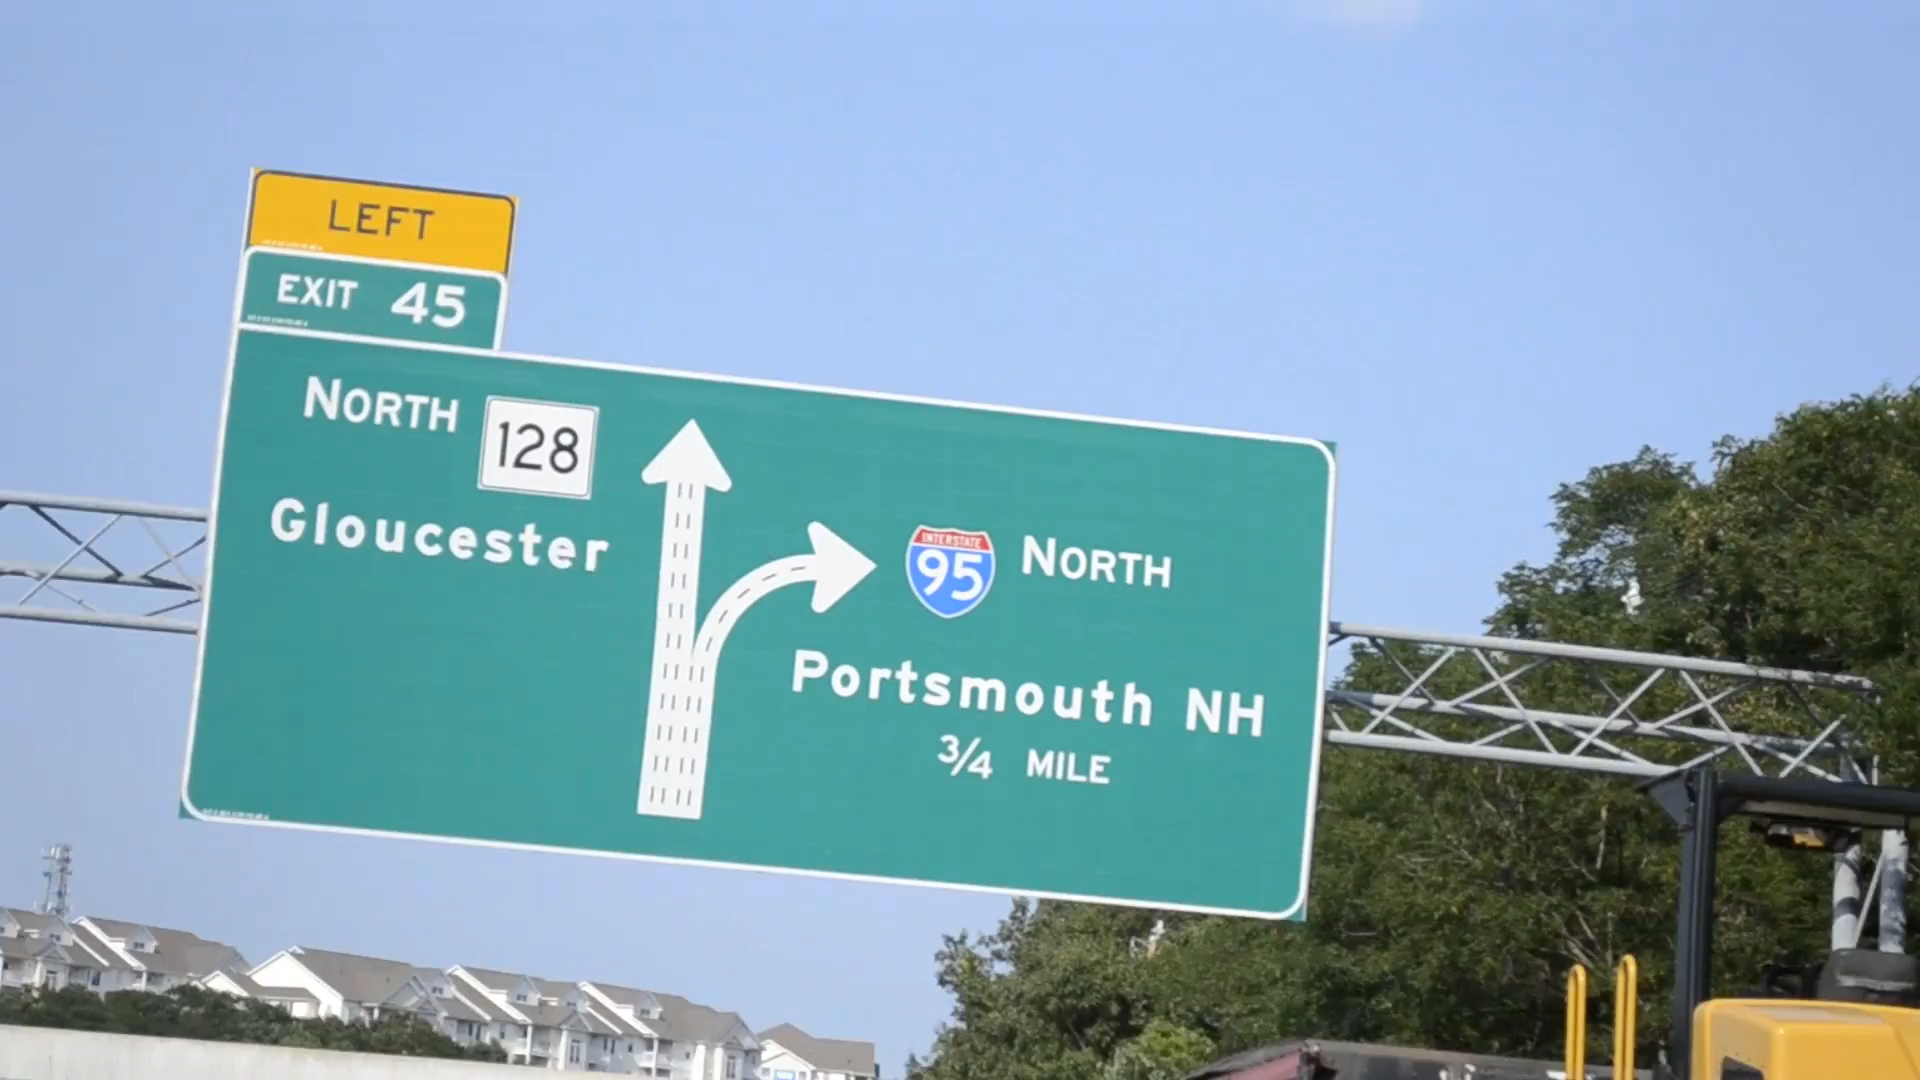 LEFT
EXIT 45
NORTH 128
Gloucester
INTERSTATE
95 NORTH
Portsmouth NH
3/4 MILE